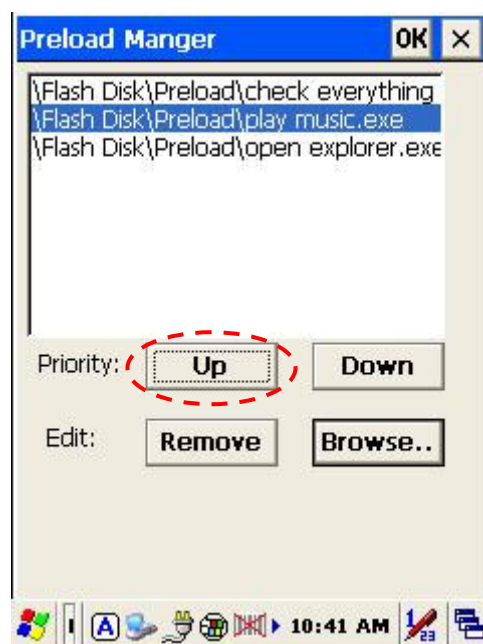 Preload Manger OK ×
\Flash Disk\Preload\check everything
\Flash Disk\Preload\play music.exe
\Flash Disk\Preload\open explorer.exe
Priority: Up Down
Edit: Remove Browse..
A 10:41 AM 23